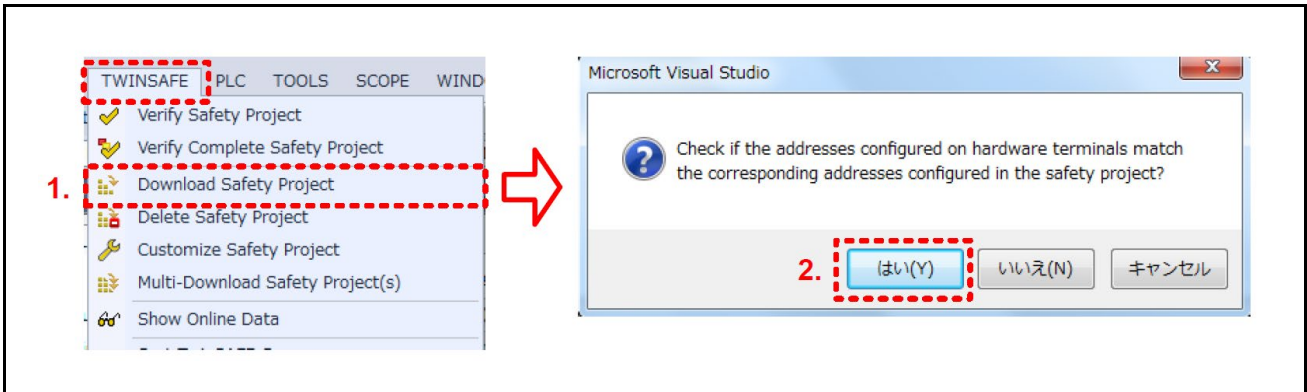 TWINSAFE PLC TOOLS SCOPE WIND
Verify Safety Project
Verify Complete Safety Project
1.
Download Safety Project
Delete Safety Project
Customize Safety Project
Multi-Download Safety Project(s)
Show Online Data
Microsoft Visual Studio
Check if the addresses configured on hardware terminals match
the corresponding addresses configured in the safety project?
2.
はい(Y) いいえ(N) キャンセル